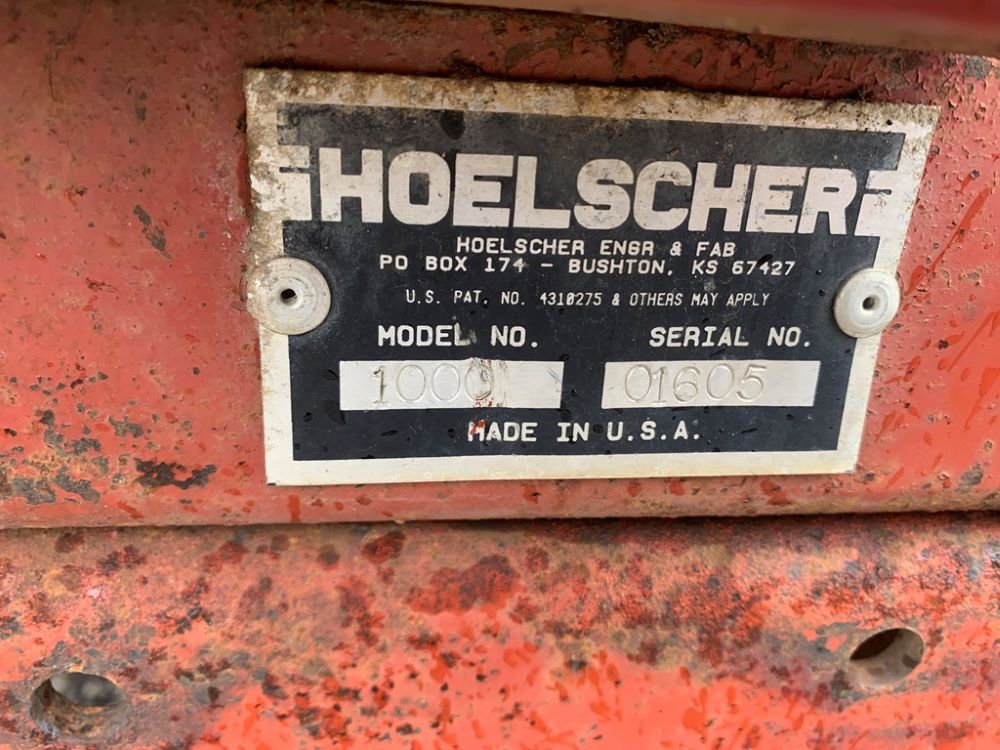 HOELSCHER
HOELSCHER ENGR & FAB
PO BOX 174 - BUSHTON, KS 67427
U.S. PAT. NO. 4310275 & OTHERS MAY APPLY
MODEL NO. SERIAL NO.
1000 01605
MADE IN U.S.A.